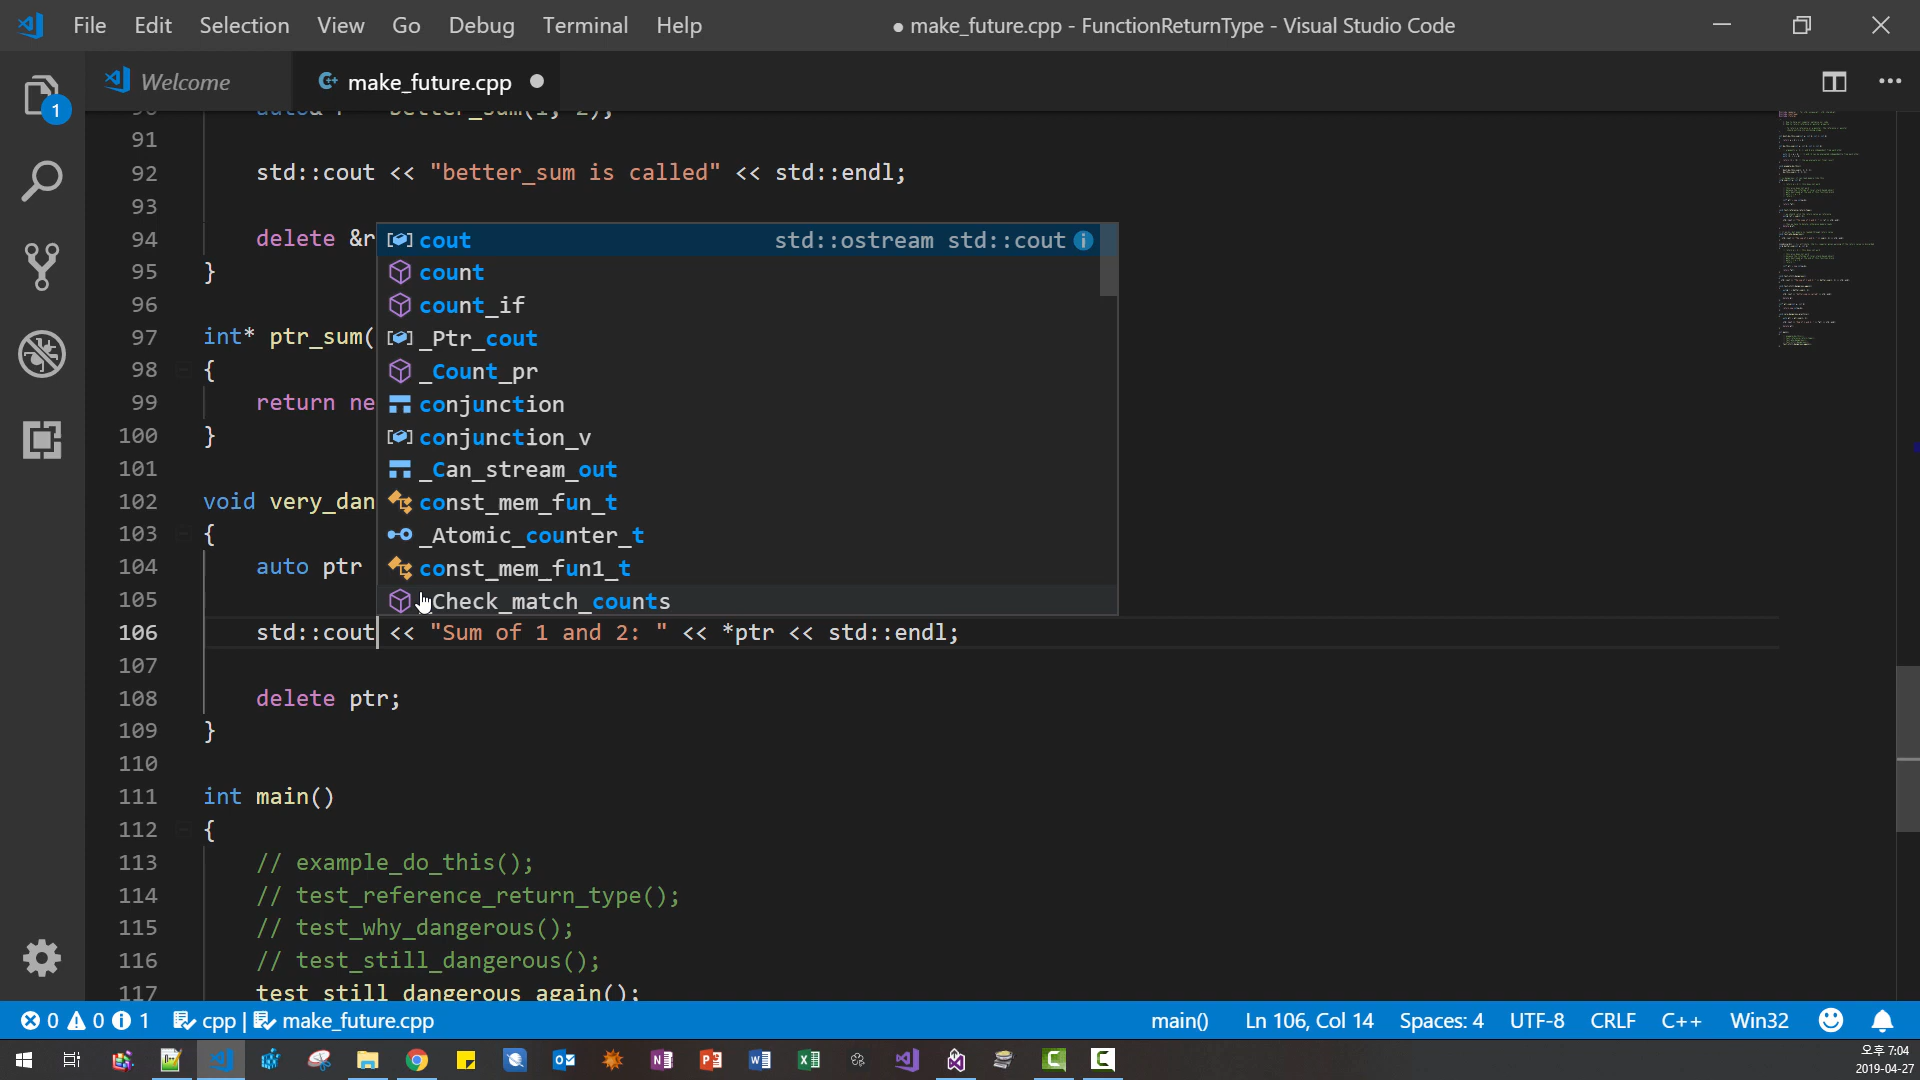 File Edit Selection View Go Debug Terminal Help ● make_future.cpp - FunctionReturnType - Visual Studio Code
Welcome make_future.cpp
1
91
92 std::cout << "better_sum is called" << std::endl;
93
94 delete &r
95 }
96
97 int* ptr_sum(
98 {
99 return ne
100 }
101
102 void very_dan
103 {
104 auto ptr
105
106 std::cout << "Sum of 1 and 2: " << *ptr << std::endl;
107
108 delete ptr;
109 }
110
111 int main()
112 {
113 // example_do_this();
114 // test_reference_return_type();
115 // test_why_dangerous();
116 // test_still_dangerous();
117 test_still_dangerous_again();
cout std::ostream std::cout
count
count_if
_Ptr_cout
_Count_pr
conjunction
conjunction_v
_Can_stream_out
const_mem_fun_t
_Atomic_counter_t
const_mem_fun1_t
_Check_match_counts
0 0 1 cpp | make_future.cpp main() Ln 106, Col 14 Spaces: 4 UTF-8 CRLF C++ Win32
오후 7:04
2019-04-27